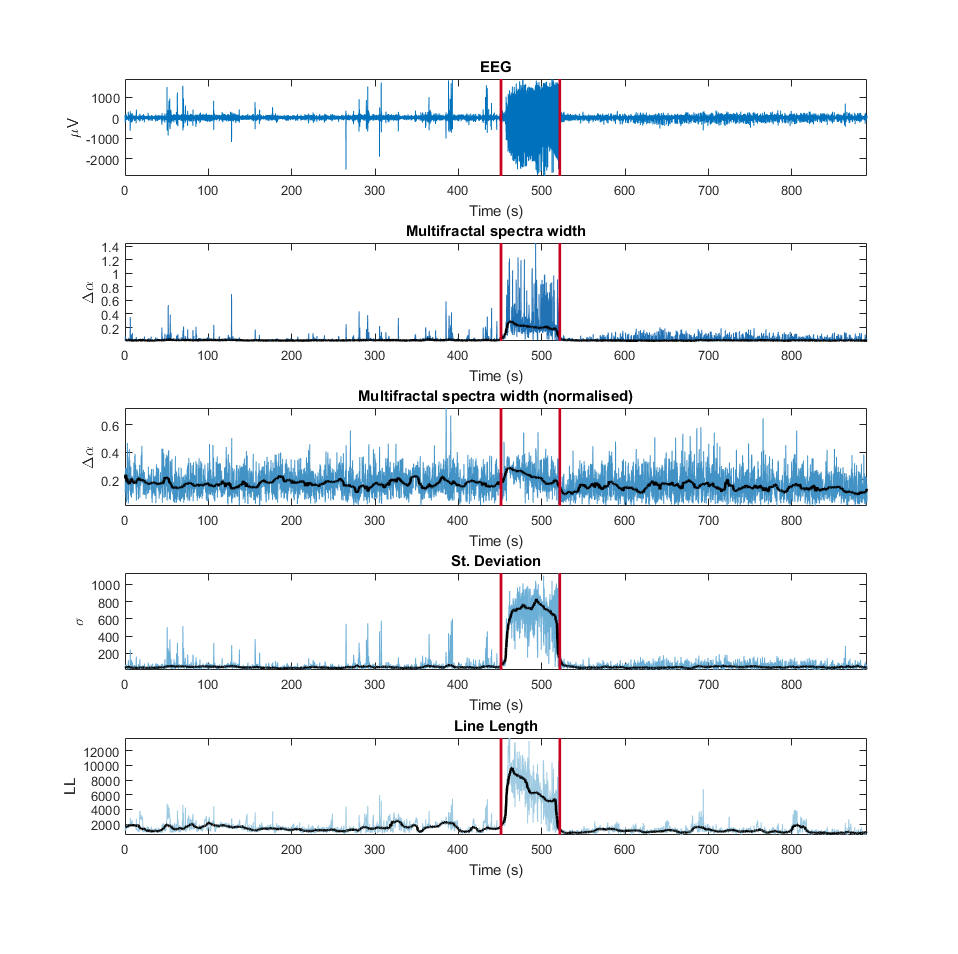 EEG
1000
0
-1000
-2000
μV
0 100 200 300 400 500 600 700 800
Time (s)
Multifractal spectra width
1.4
1.2
1
0.8
0.6
0.4
0.2
Δα
0 100 200 300 400 500 600 700 800
Time (s)
Multifractal spectra width (normalised)
0.6
0.4
0.2
Δα
0 100 200 300 400 500 600 700 800
Time (s)
St. Deviation
1000
800
600
400
200
σ
0 100 200 300 400 500 600 700 800
Time (s)
Line Length
12000
10000
8000
6000
4000
2000
LL
0 100 200 300 400 500 600 700 800
Time (s)